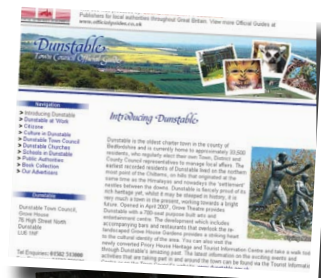 Publishers for local authorities throughout Great Britain. View more Official Guides at
www.officialguides.co.uk
Dunstable
Town Council Official Guide
Navigation
> Introducing Dunstable
> Dunstable at Work
> Citizens
> Culture in Dunstable
> Dunstable Town Council
> Dunstable Churches
> Schools in Dunstable
> Public Authorities
> Book Collection
> Our Advertisers
Dunstable
Dunstable Town Council,
Grove House
76 High Street North
Dunstable
LU6 1NF
Tel Enquiries: 01582 513000
Introducing Dunstable
Dunstable is the oldest charter town in the county of
Bedfordshire and is currently home to approximately 35,000
residents, who regularly elect their own Town, District and
County Council representatives to manage local affairs. The
earliest recorded residents of Dunstable lived on the northern
most point of the Chilterns, on hills that originated at the
same time as the Himalayas and nowadays the 'settlement'
nestles between the downs. Dunstable is fiercely proud of its
rich heritage yet, whilst it may be steeped in history, it is
very much a town in the present, working towards a bright
future. Opened in April 2007, Grove Theatre provides
Dunstable with a 780-seat purpose built arts and
entertainment centre. The development which includes
accompanying bars and restaurants that overlook the re-
landscaped Grove House Gardens provides a striking heart
to the cultural identity of the area. You can also visit the
newly converted Priory House Heritage and Tourist Information Centre and take a walk back
through Dunstable's amazing past. The latest information on the exciting events and
activities that are taking part in and around the town can be found via the Tourist Information